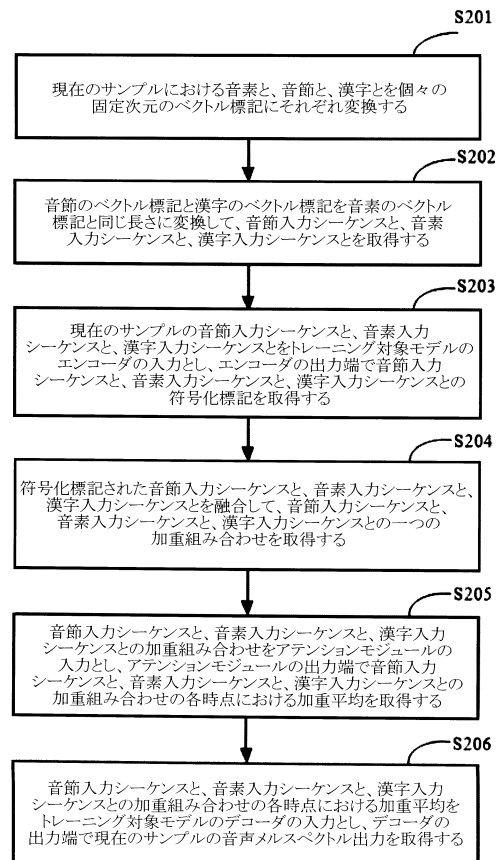 S201
現在のサンプルにおける音素と、音節と、漢字とを個々の
固定次元のベクトル標記にそれぞれ変換する
S202
音節のベクトル標記と漢字のベクトル標記を音素のベクトル
標記と同じ長さに変換して、音節入力シーケンスと、音素
入力シーケンスと、漢字入力シーケンスとを取得する
S203
現在のサンプルの音節入力シーケンスと、音素入力
シーケンスと、漢字入力シーケンスとをトレーニング対象モデルの
エンコーダの入力とし、エンコーダの出力端で音節入力
シーケンスと、音素入力シーケンスと、漢字入力シーケンスとの
符号化標記を取得する
S204
符号化標記された音節入力シーケンスと、音素入力シーケンスと、
漢字入力シーケンスとを融合して、音節入力シーケンスと、
音素入力シーケンスと、漢字入力シーケンスとの一つの
加重組み合わせを取得する
S205
音節入力シーケンスと、音素入力シーケンスと、漢字入力
シーケンスとの加重組み合わせをアテンションモジュールの
入力とし、アテンションモジュールの出力端で音節入力
シーケンスと、音素入力シーケンスと、漢字入力シーケンスとの
加重組み合わせの各時点における加重平均を取得する
S206
音節入力シーケンスと、音素入力シーケンスと、漢字入力
シーケンスとの加重組み合わせの各時点における加重平均を
トレーニング対象モデルのデコーダの入力とし、デコーダの
出力端で現在のサンプルの音声メルスペクトル出力を取得する